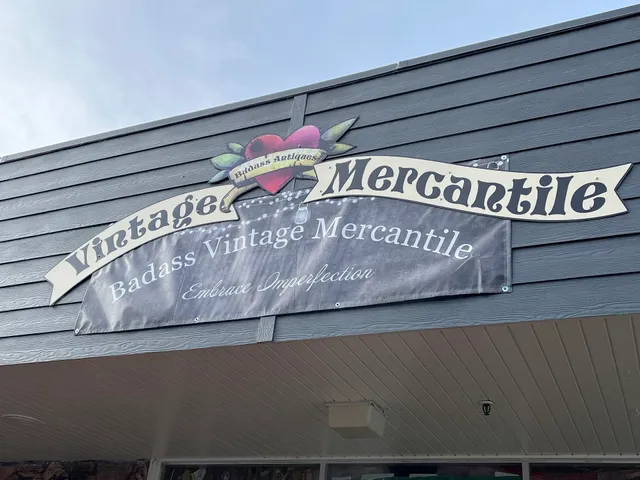 Badass Antiques
Vintage Mercantile
Badass Vintage Mercantile
Embrace Imperfection